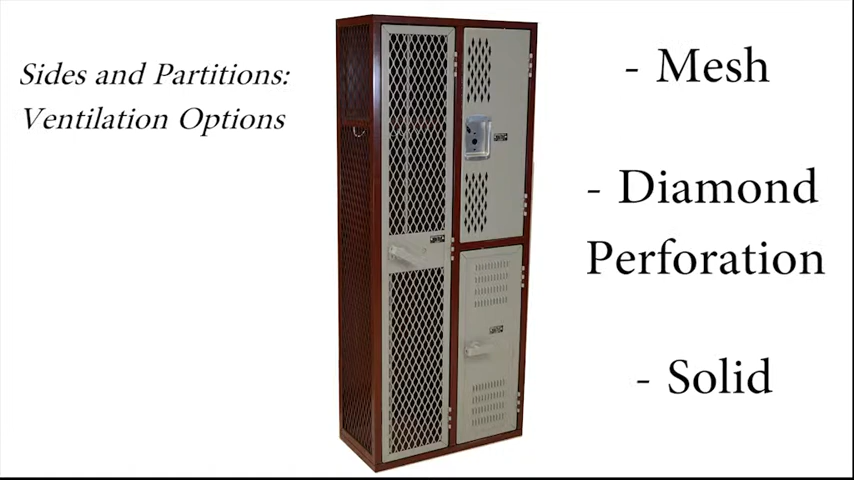 Sides and Partitions:
Ventilation Options
- Mesh
- Diamond
Perforation
- Solid